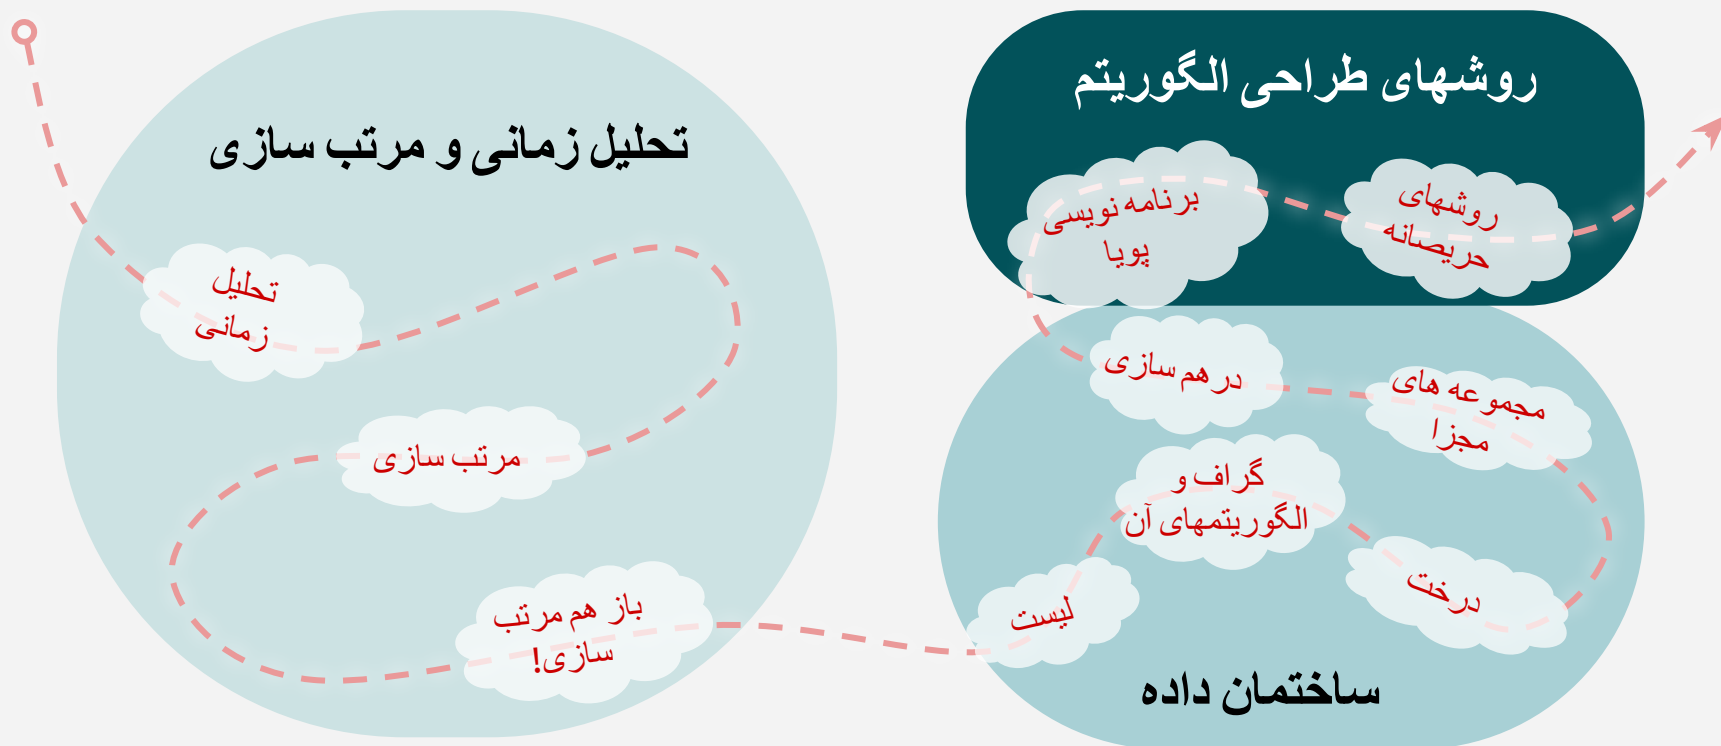 تحلیل زمانی و مرتب سازی
تحلیل
زمانی
مرتب سازی
باز هم مرتب
سازی!
روشهای طراحی الگوریتم
روشهای
حریصانه
برنامه نویسی
پویا
درهم سازی
مجموعه های
مجزا
گراف و
الگوریتمهای آن
درخت
لیست
ساختمان داده